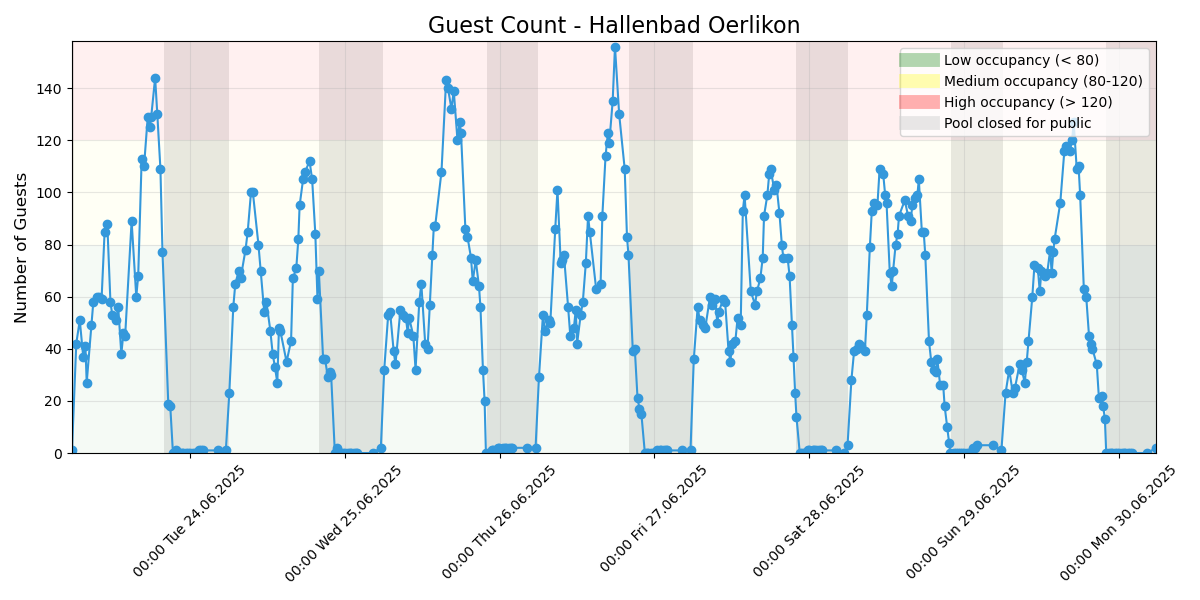 Guest Count - Hallenbad Oerlikon
Number of Guests
140
120
100
80
60
40
20
0
Low occupancy (< 80)
Medium occupancy (80-120)
High occupancy (> 120)
Pool closed for public
00:00 Tue 24.06.2025
00:00 Wed 25.06.2025
00:00 Thu 26.06.2025
00:00 Fri 27.06.2025
00:00 Sat 28.06.2025
00:00 Sun 29.06.2025
00:00 Mon 30.06.2025